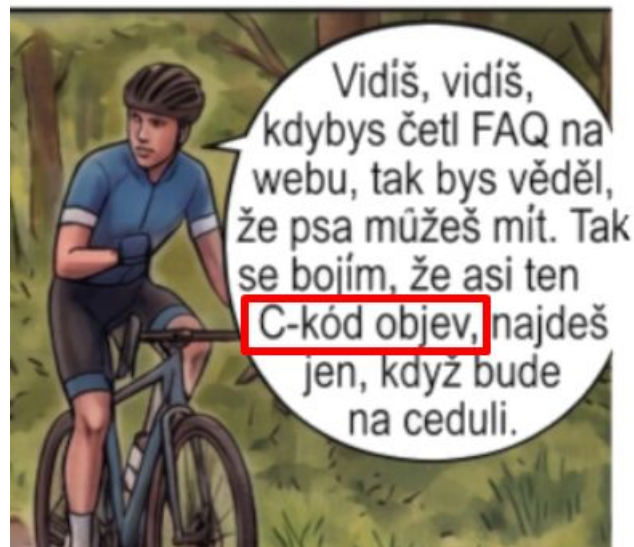 Vidíš, vidíš,
kdybys četl FAQ na
webu, tak bys věděl,
že psa můžeš mít. Tak
se bojím, že asi ten
C-kód objev, najdeš
jen, když bude
na ceduli.